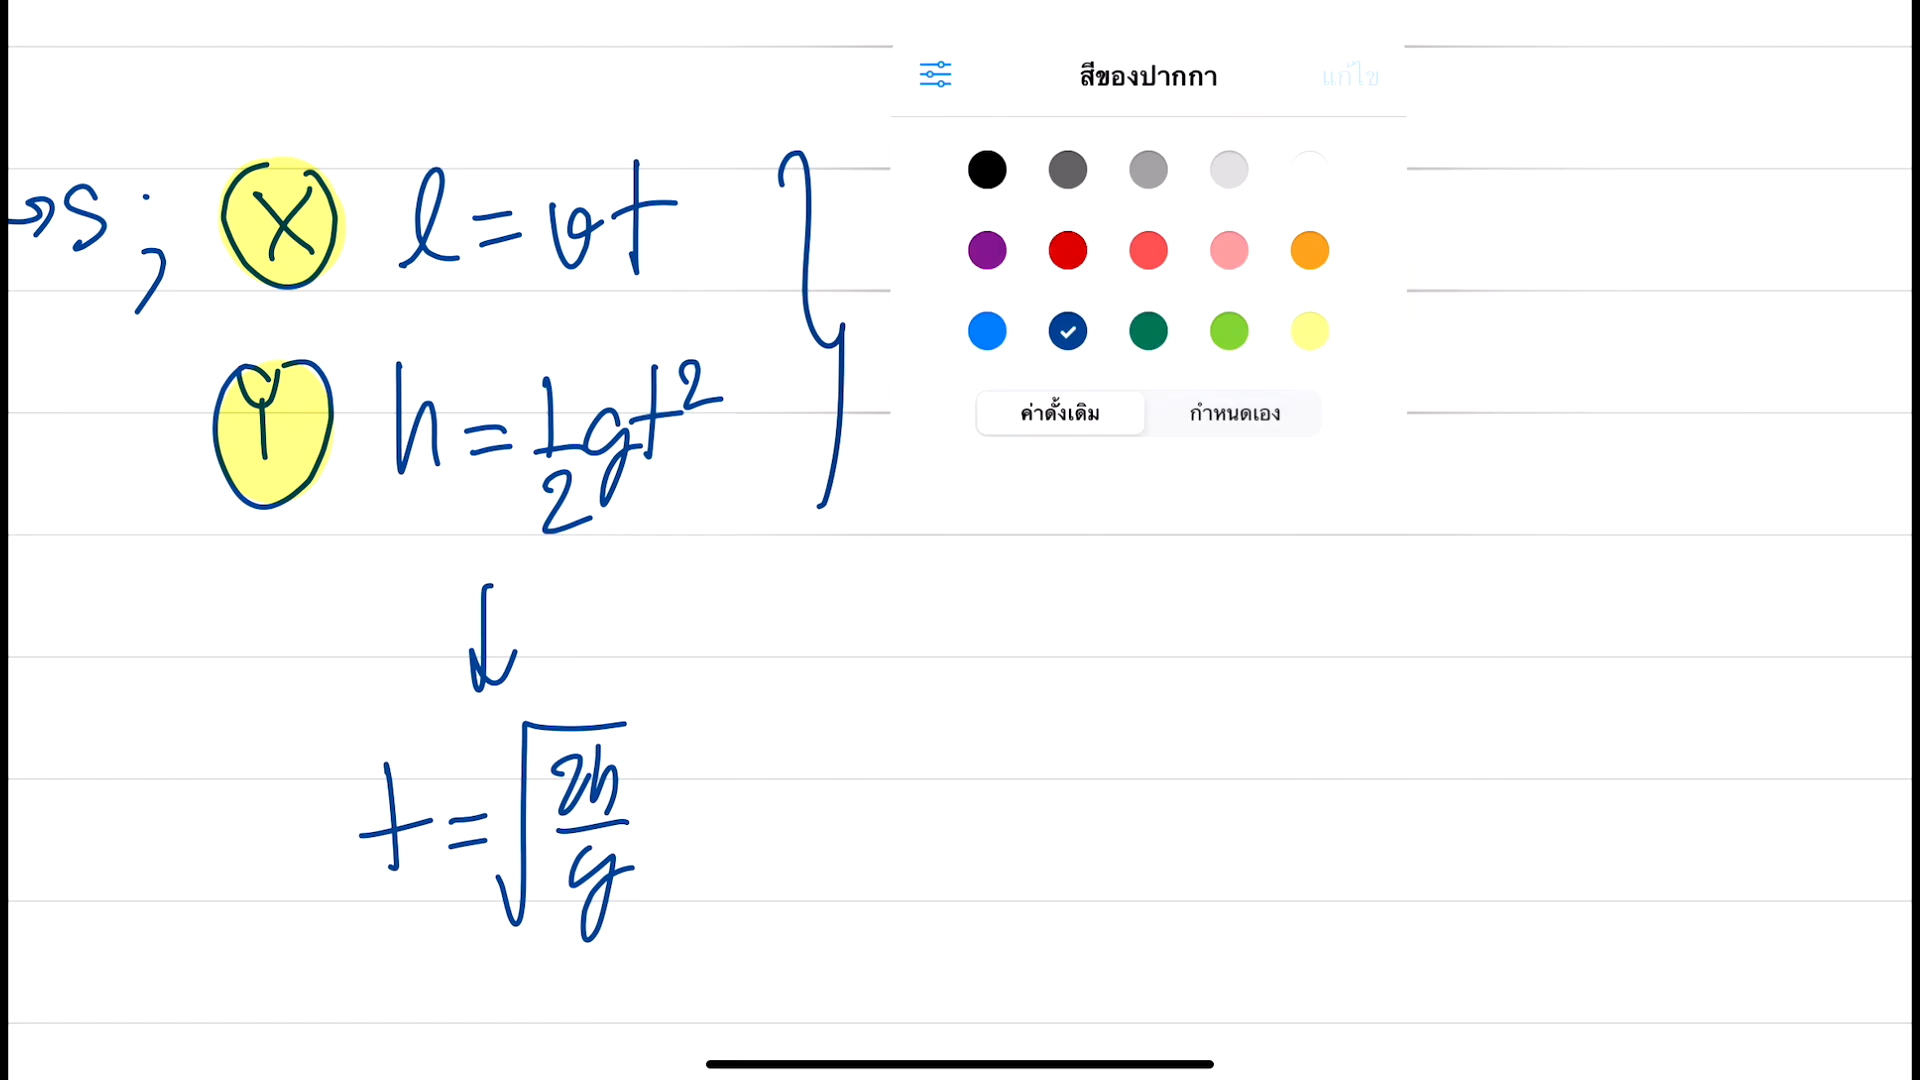 สีของปากกา แก้ไข
→s ; X l = vt
Y h = 1/2 gt²
ค่าดั้งเดิม กำหนดเอง
t = √(2h/g)